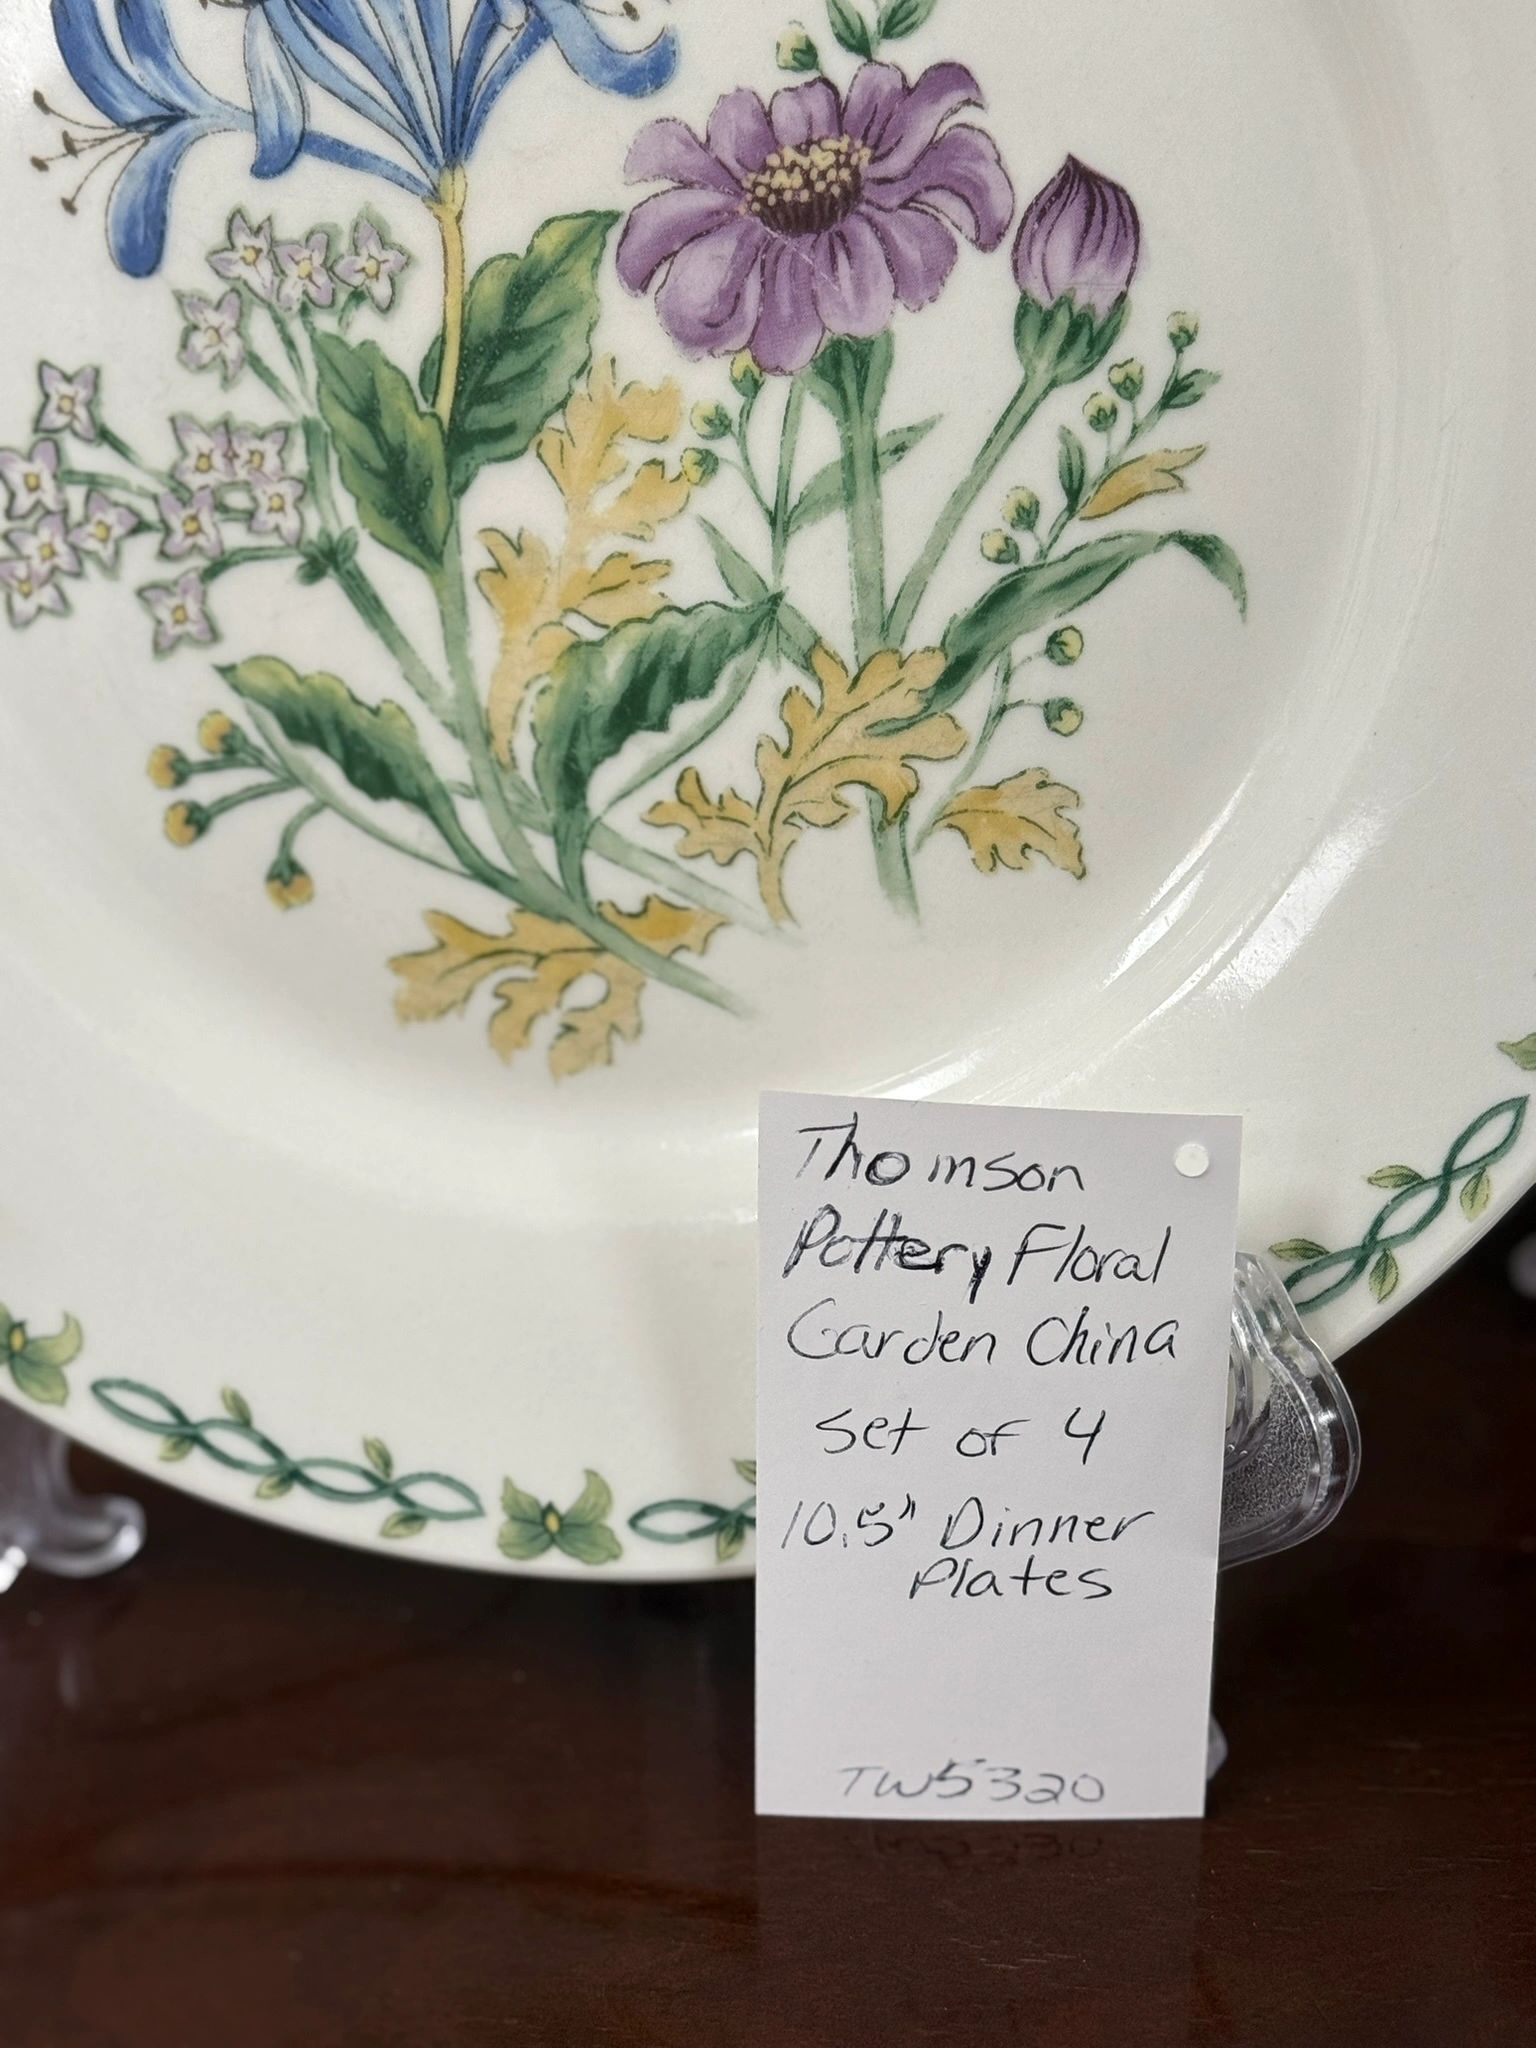 Thomson
Pottery Floral
Garden China
set of 4
10.5" Dinner
Plates
TW5320